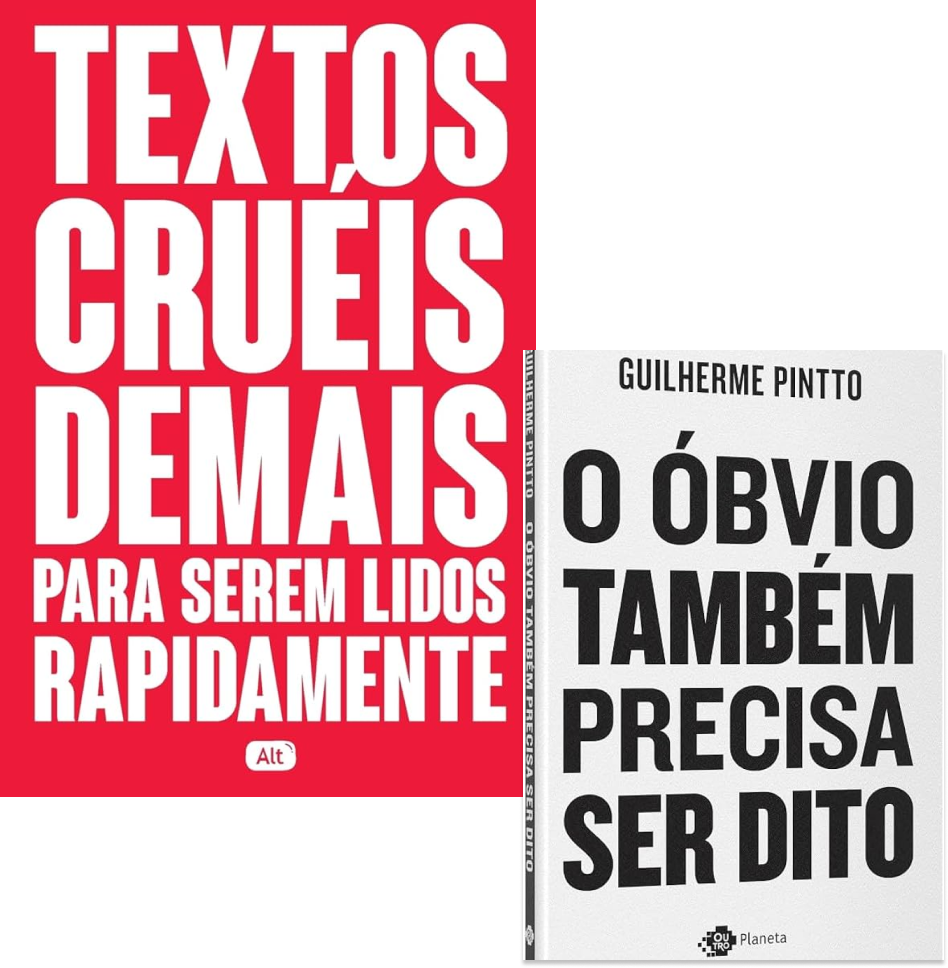 TEXTOS
CRUÉIS
DEMAIS
PARA SEREM LIDOS
RAPIDAMENTE
Alt
GUILHERME PINTTO
O ÓBVIO
TAMBÉM
PRECISA
SER DITO
OUTRO Planeta
GUILHERME PINTTO O ÓBVIO TAMBÉM PRECISA SER DITO